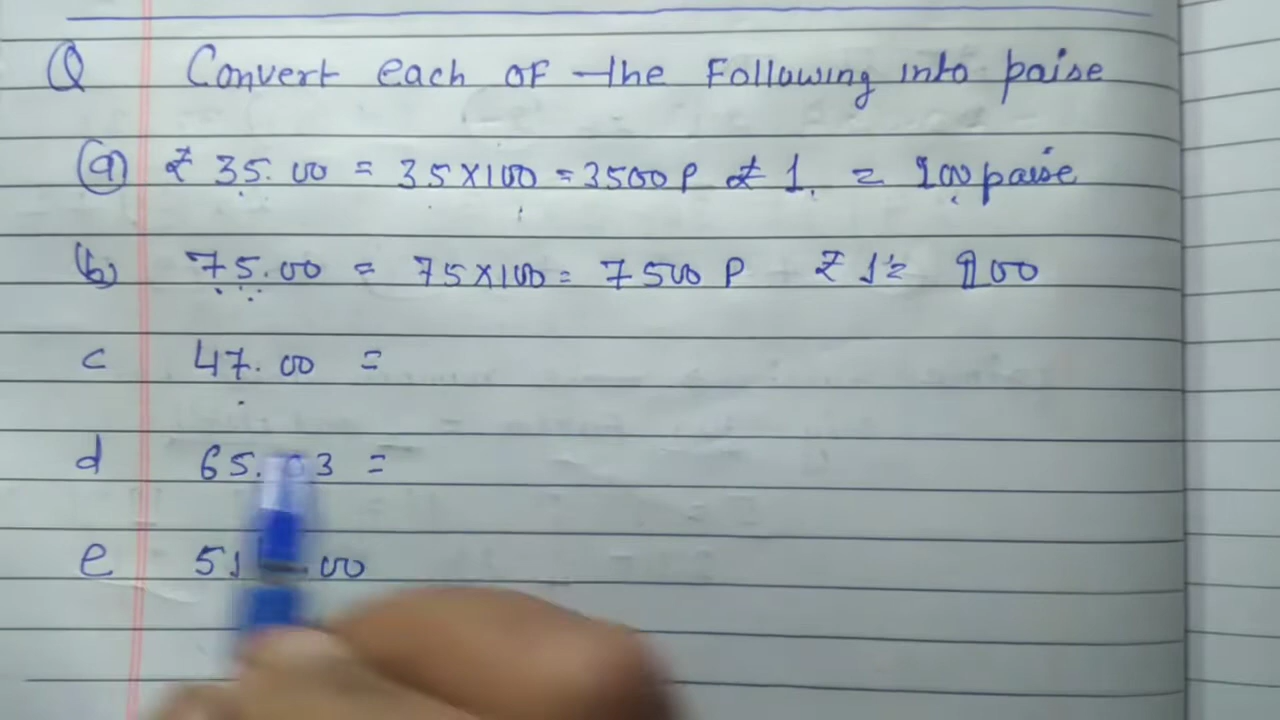 Q Convert each of the Following into paise
(a) ₹ 35.00 = 35×100 = 3500 P ₹ 1 = 100 paise
(b) 75.00 = 75×100 = 7500 P ₹ 1 = 100
c 47.00 =
d 65.03 =
e